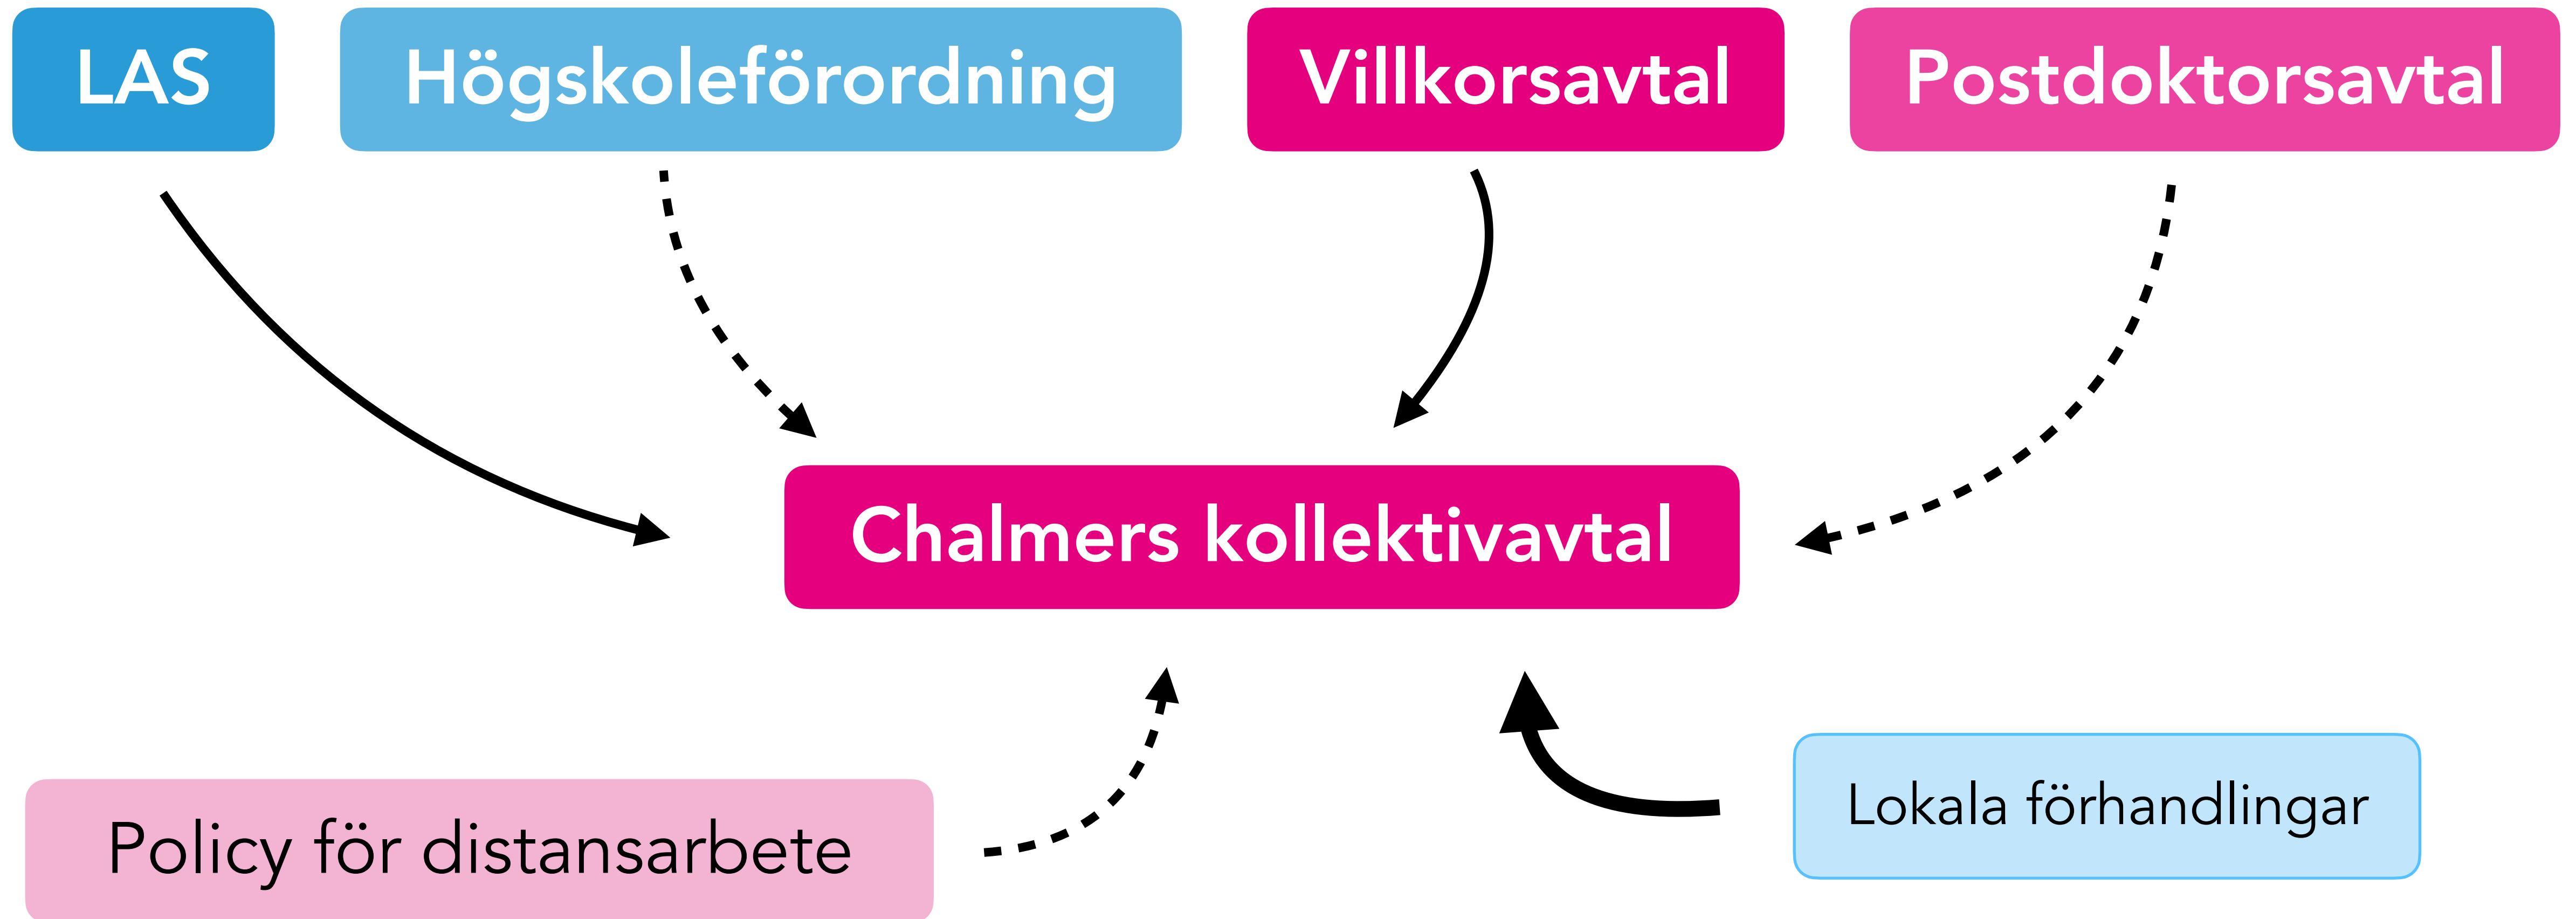 LAS
Högskoleförordning
Villkorsavtal
Postdoktorsavtal
Chalmers kollektivavtal
Policy för distansarbete
Lokala förhandlingar